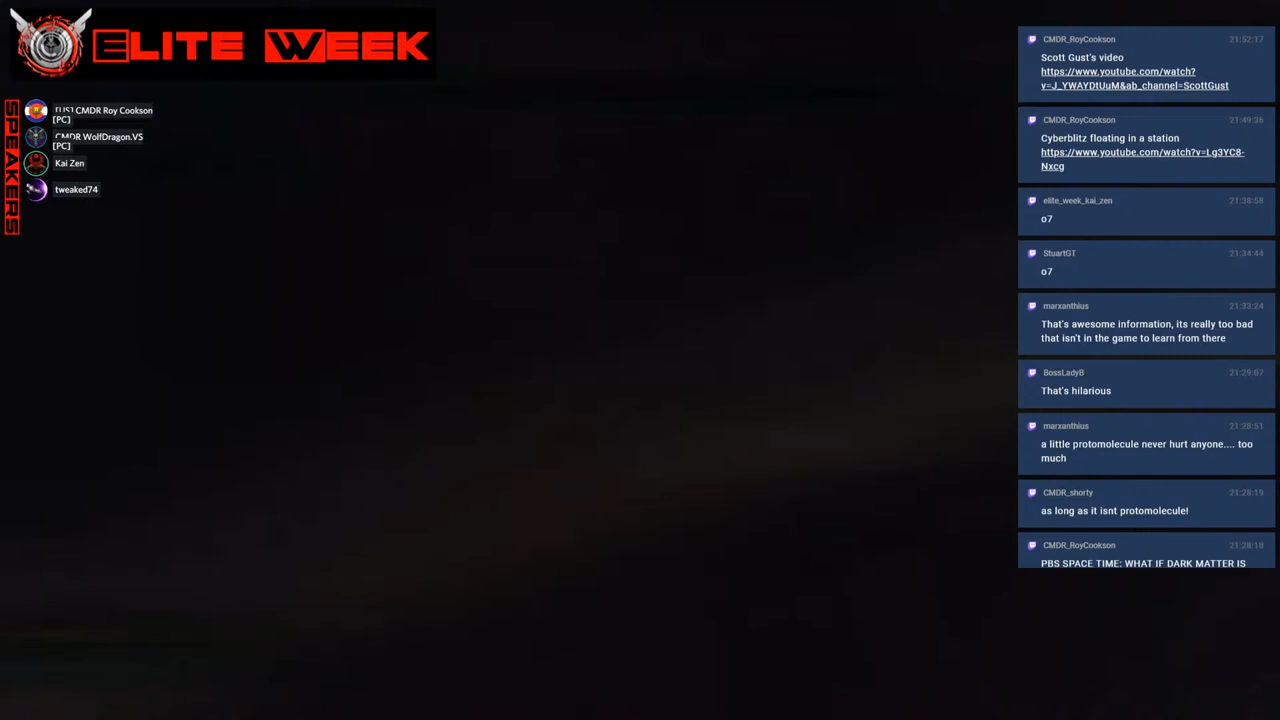 ELITE WEEK
SPEAKERS
[US] CMDR Roy Cookson
[PC]
CMDR WolfDragon.VS
[PC]
Kai Zen
tweaked74
CMDR_RoyCookson 21:52:17
Scott Gust's video
https://www.youtube.com/watch?
v=J_YWAYDtUuM&ab_channel=ScottGust
CMDR_RoyCookson 21:49:36
Cyberblitz floating in a station
https://www.youtube.com/watch?v=Lg3YC8-
Nxcg
elite_week_kai_zen 21:38:58
o7
StuartGT 21:34:44
o7
marxanthius 21:33:24
That's awesome information, its really too bad
that isn't in the game to learn from there
BossLadyB 21:29:07
That's hilarious
marxanthius 21:28:51
a little protomolecule never hurt anyone.... too
much
CMDR_shorty 21:28:19
as long as it isnt protomolecule!
CMDR_RoyCookson 21:28:18
PBS SPACE TIME: WHAT IF DARK MATTER IS